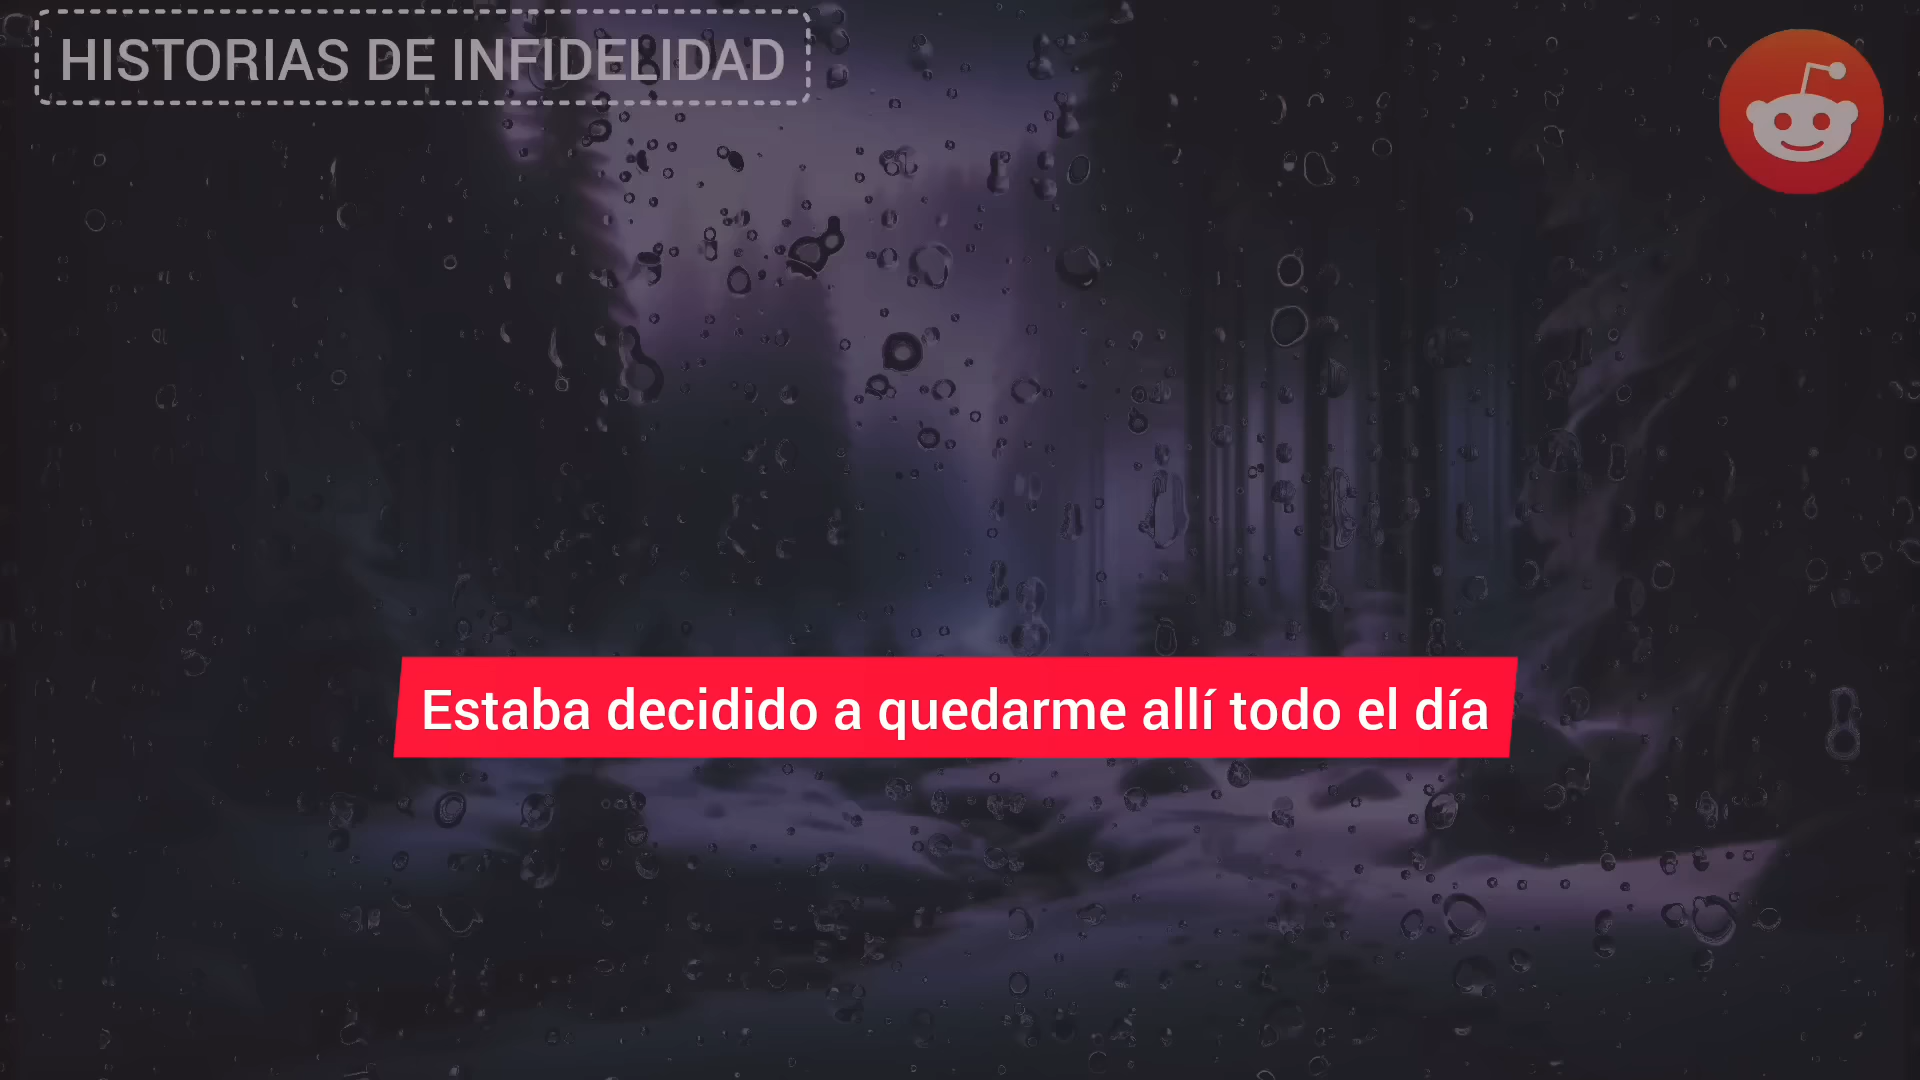 HISTORIAS DE INFIDELIDAD
Estaba decidido a quedarme allí todo el día